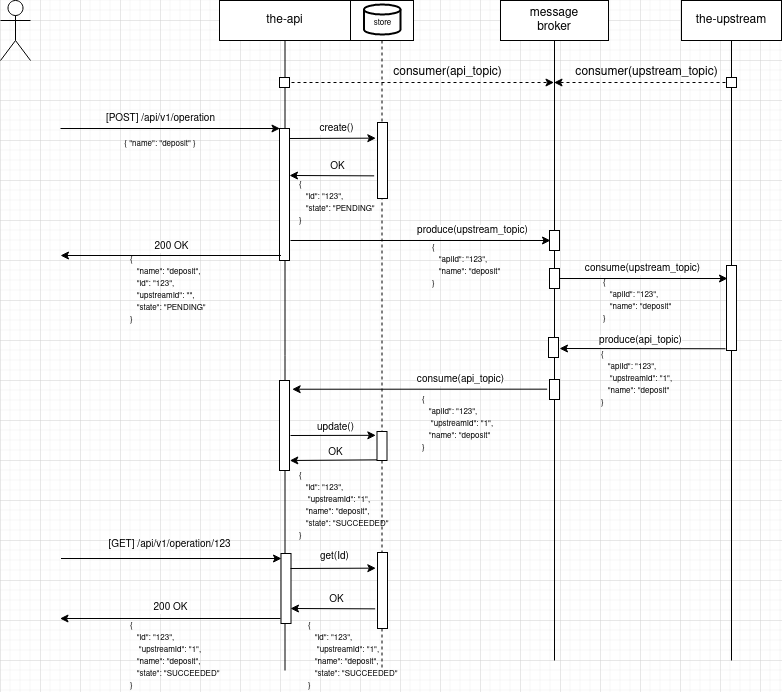 the-api
store
message
broker
the-upstream
consumer(api_topic)
consumer(upstream_topic)
[POST] /api/v1/operation
{ "name": "deposit" }
create()
OK
{
"id": "123",
"state": "PENDING"
}
produce(upstream_topic)
{
"apiId": "123",
"name": "deposit"
}
200 OK
{
"name": "deposit",
"id": "123",
"upstreamId": "",
"state": "PENDING"
}
consume(upstream_topic)
{
"apiId": "123",
"name": "deposit"
}
produce(api_topic)
{
"apiId": "123",
"upstreamId": "1",
"name": "deposit"
}
consume(api_topic)
{
"apiId": "123",
"upstreamId": "1",
"name": "deposit"
}
update()
OK
{
"id": "123",
"upstreamId": "1",
"name": "deposit",
"state": "SUCCEEDED"
}
[GET] /api/v1/operation/123
get(Id)
OK
{
"id": "123",
"upstreamId": "1",
"name": "deposit",
"state": "SUCCEEDED"
}
200 OK
{
"id": "123",
"upstreamId": "1",
"name": "deposit",
"state": "SUCCEEDED"
}